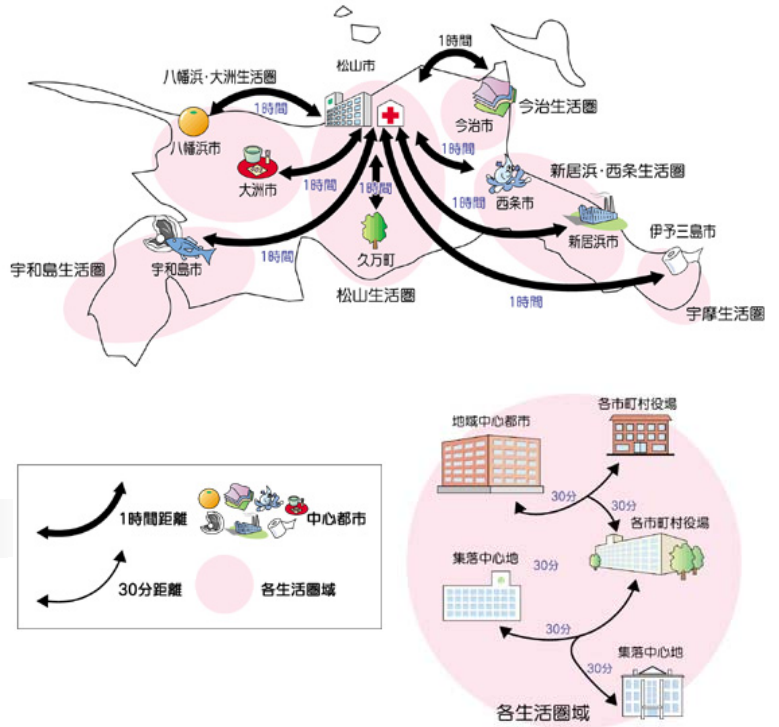 1時間
八幡浜・大洲生活圏
松山市
1時間
八幡浜市
今治市
今治生活圏
1時間
大洲市
1時間
1時間
西条市
新居浜・西条生活圏
1時間
新居浜市
伊予三島市
宇和島生活圏
宇和島市
1時間
久万町
松山生活圏
1時間
宇摩生活圏
1時間距離
中心都市
30分距離
各生活圏域
地域中心都市
各市町村役場
30分
30分
各市町村役場
集落中心地
30分
30分
30分
集落中心地
各生活圏域